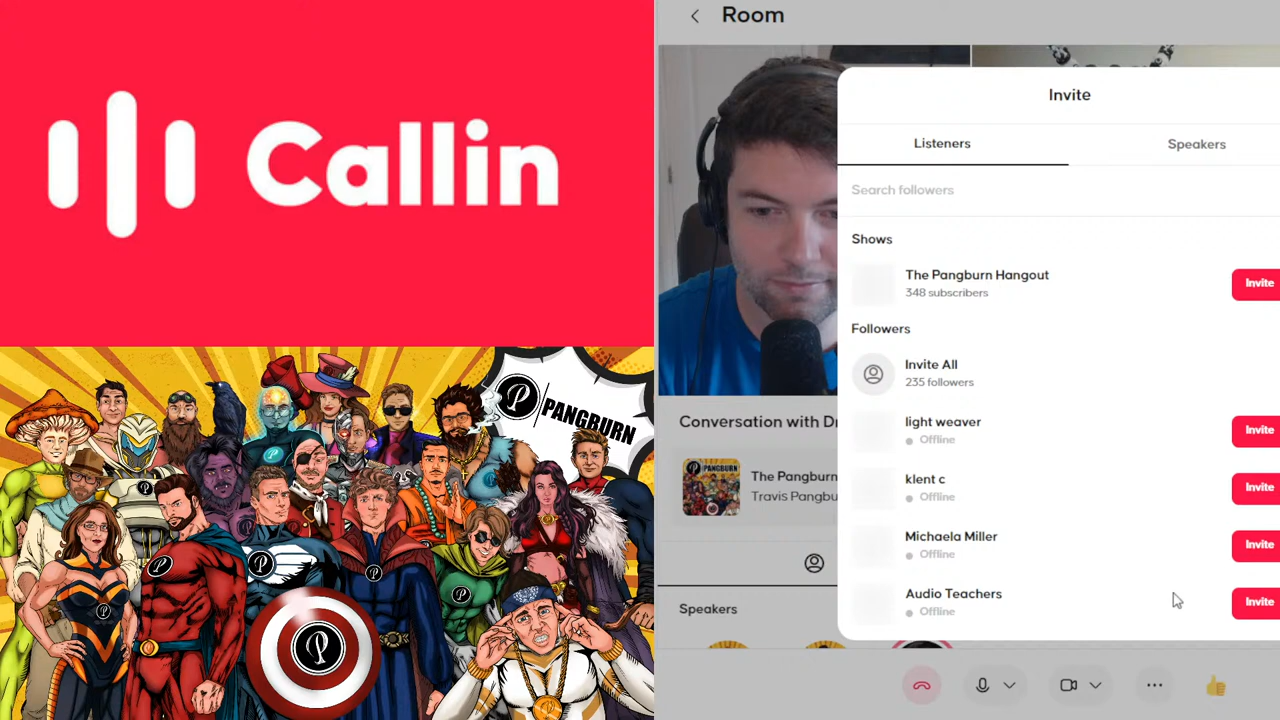 Callin
PANGBURN
Room
Invite
Listeners
Speakers
Search followers
Shows
The Pangburn Hangout
348 subscribers
Invite
Followers
Invite All
235 followers
light weaver
Offline
Invite
klent c
Offline
Invite
Michaela Miller
Offline
Invite
Audio Teachers
Offline
Invite
Conversation with Dr
PANGBURN
The Pangburn
Travis Pangbu
Speakers